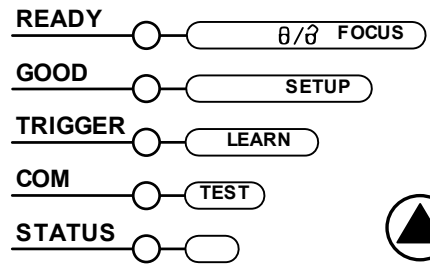 READY
FOCUS
GOOD
SETUP
TRIGGER
LEARN
COM
TEST
STATUS